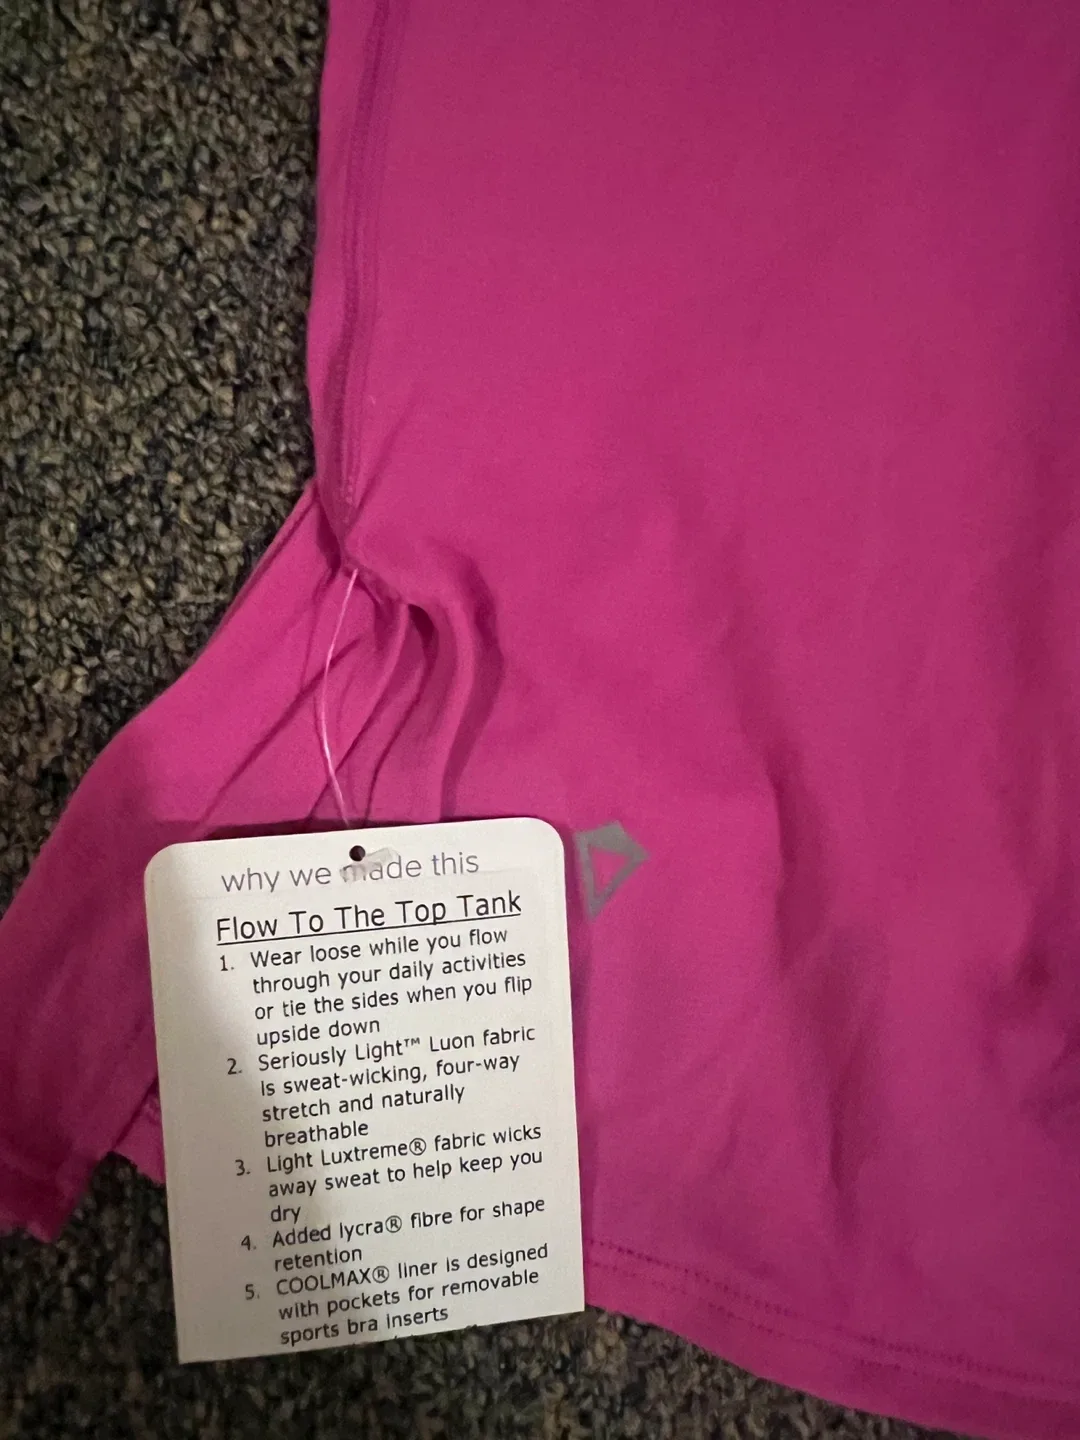 why we made this
Flow To The Top Tank
1. Wear loose while you flow
through your daily activities
or tie the sides when you flip
upside down
2. Seriously Light™ Luon fabric
is sweat-wicking, four-way
stretch and naturally
breathable
3. Light Luxtreme® fabric wicks
away sweat to help keep you
dry
4. Added lycra® fibre for shape
retention
5. COOLMAX® liner is designed
with pockets for removable
sports bra inserts